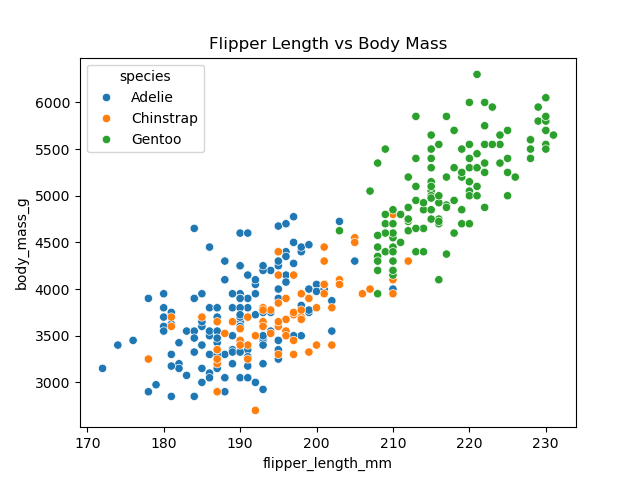 Flipper Length vs Body Mass
species
Adelie
Chinstrap
Gentoo
body_mass_g
6000
5500
5000
4500
4000
3500
3000
170 180 190 200 210 220 230
flipper_length_mm